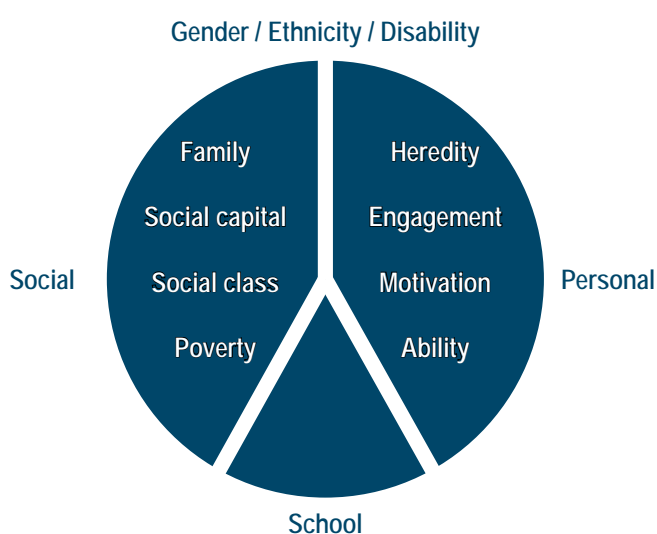 Gender / Ethnicity / Disability
Family
Social capital
Social class
Poverty
Heredity
Engagement
Motivation
Ability
Social
Personal
School